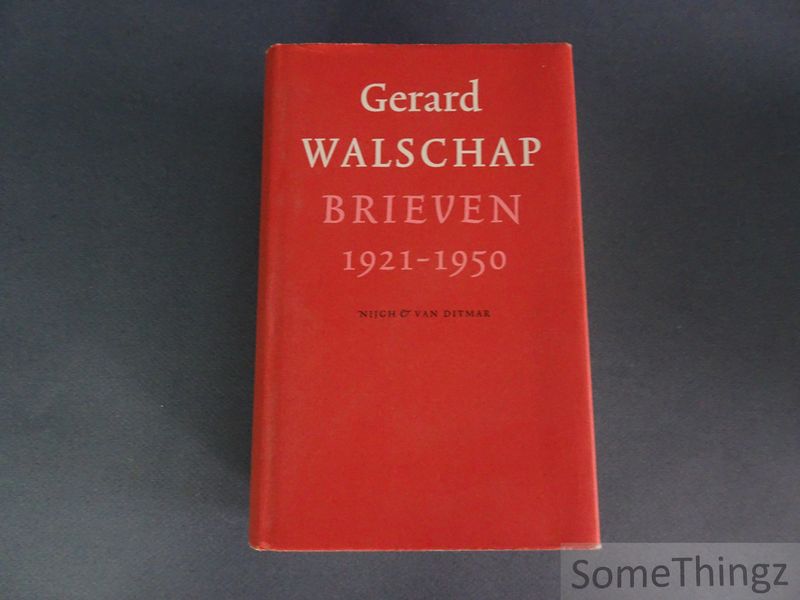 Gerard
WALSCHAP
BRIEVEN
1921-1950
NIJGH & VAN DITMAR
SomeThingz